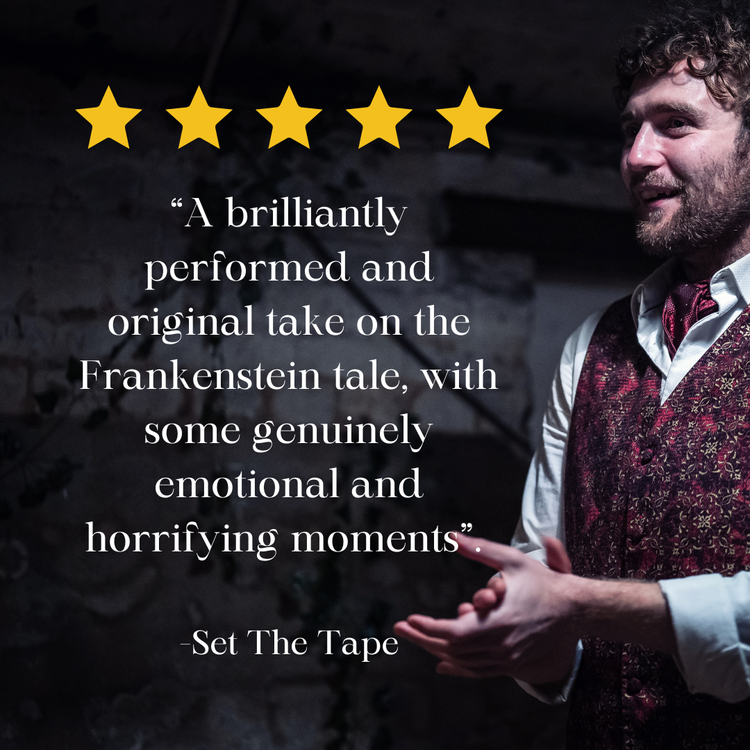 “A brilliantly
performed and
original take on the
Frankenstein tale, with
some genuinely
emotional and
horrifying moments”.
-Set The Tape